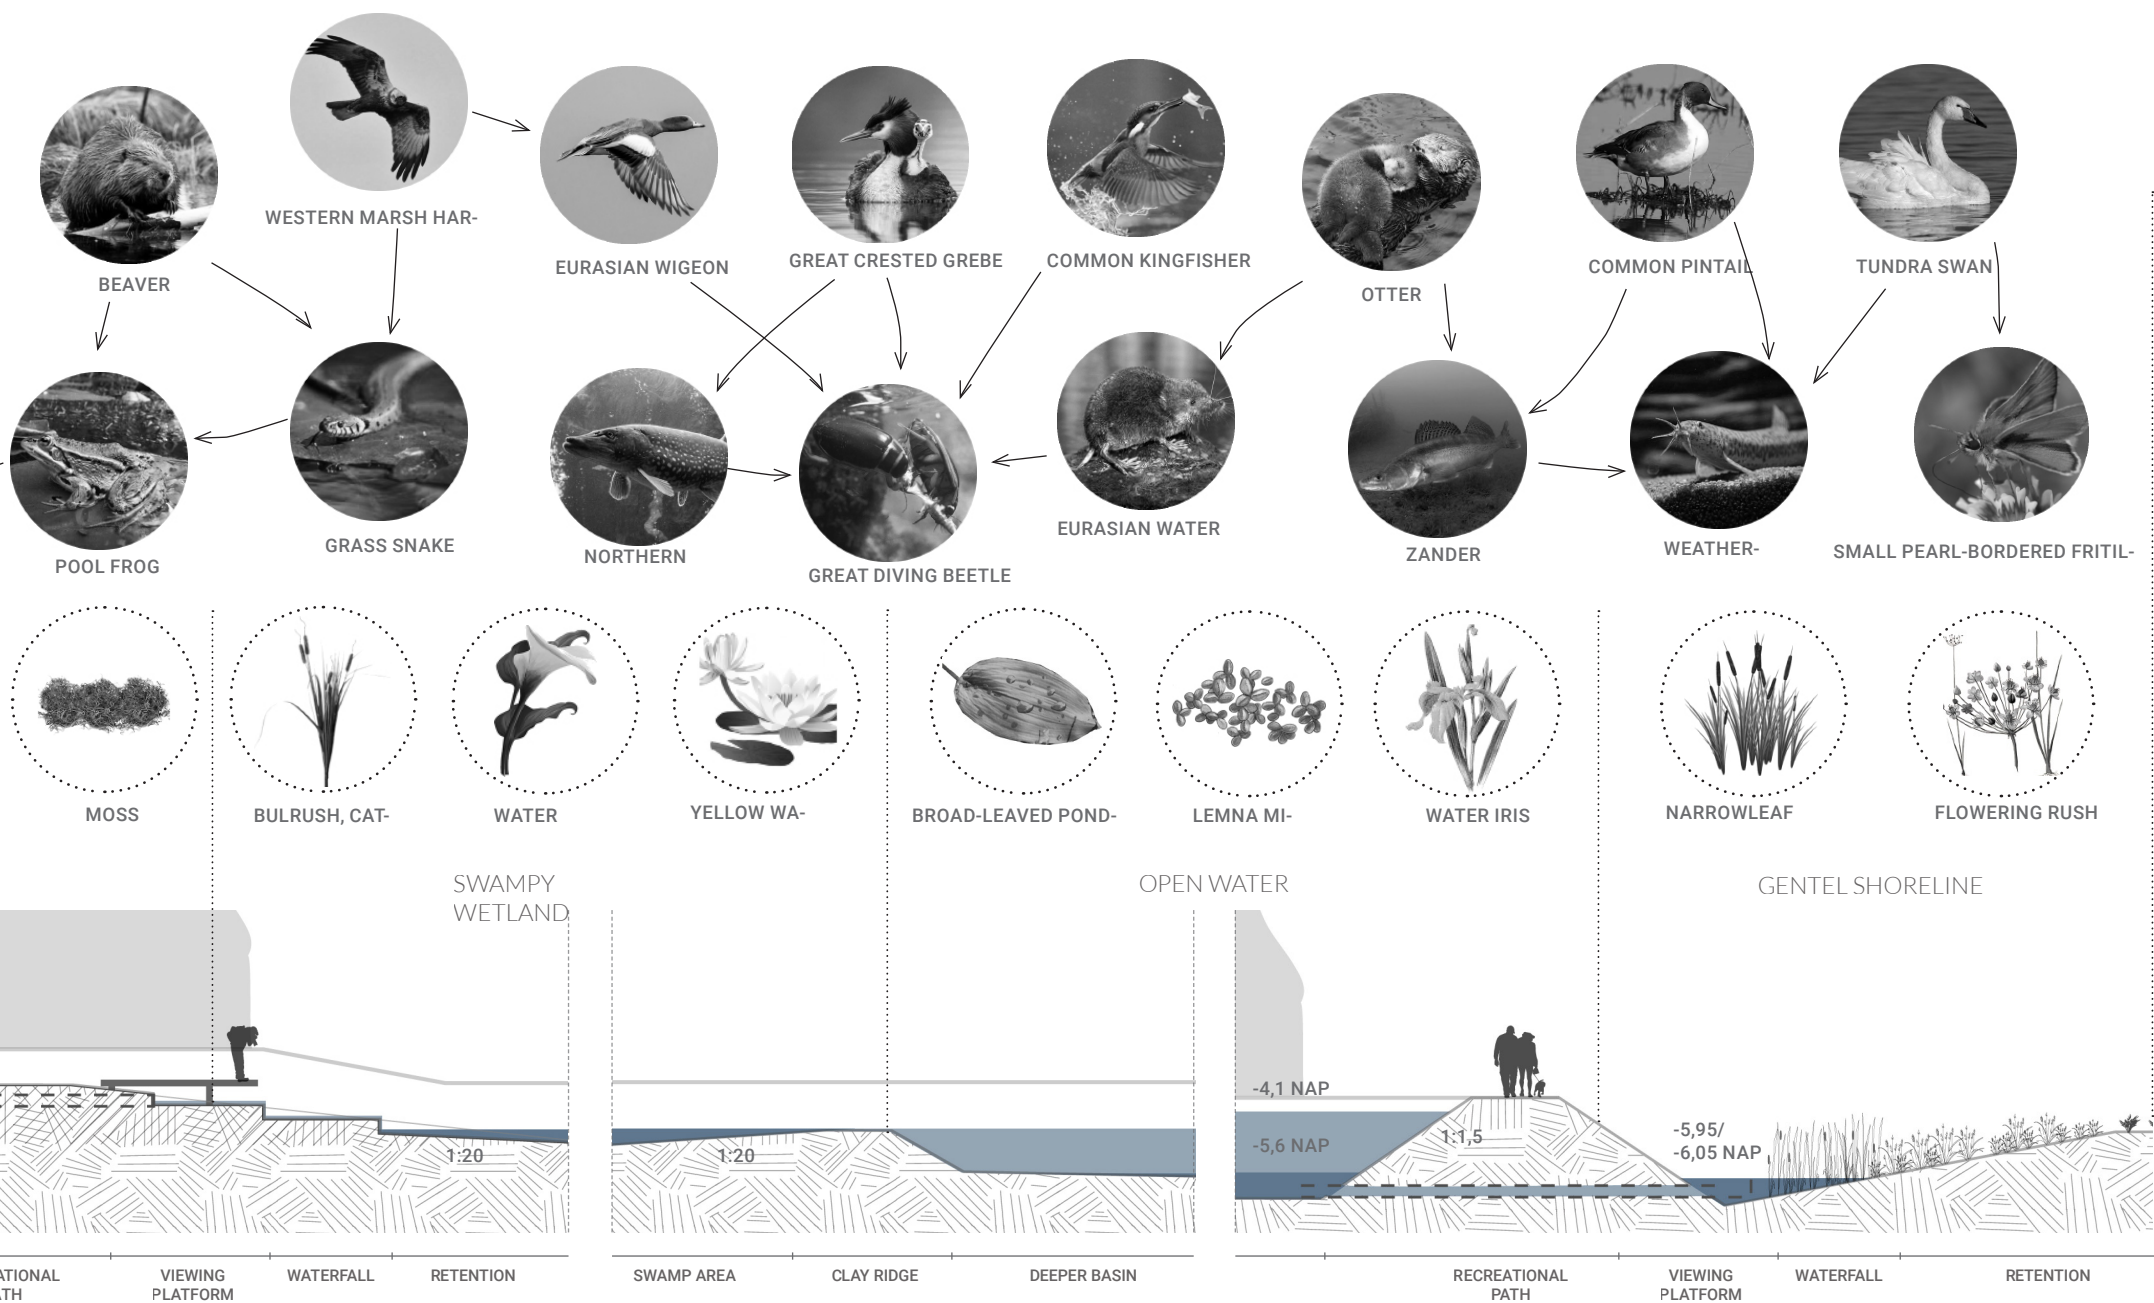 WESTERN MARSH HAR-
BEAVER
EURASIAN WIGEON
GREAT CRESTED GREBE
COMMON KINGFISHER
OTTER
COMMON PINTAIL
TUNDRA SWAN
POOL FROG
GRASS SNAKE
NORTHERN
GREAT DIVING BEETLE
EURASIAN WATER
ZANDER
WEATHER-
SMALL PEARL-BORDERED FRITIL-
MOSS
BULRUSH, CAT-
WATER
YELLOW WA-
BROAD-LEAVED POND-
LEMNA MI-
WATER IRIS
NARROWLEAF
FLOWERING RUSH
SWAMPY
WETLAND
OPEN WATER
GENTEL SHORELINE
1:20
1:20
-4,1 NAP
-5,6 NAP
1:1,5
-5,95/
-6,05 NAP
ATIONAL
ATH
VIEWING
PLATFORM
WATERFALL
RETENTION
SWAMP AREA
CLAY RIDGE
DEEPER BASIN
RECREATIONAL
PATH
VIEWING
PLATFORM
WATERFALL
RETENTION